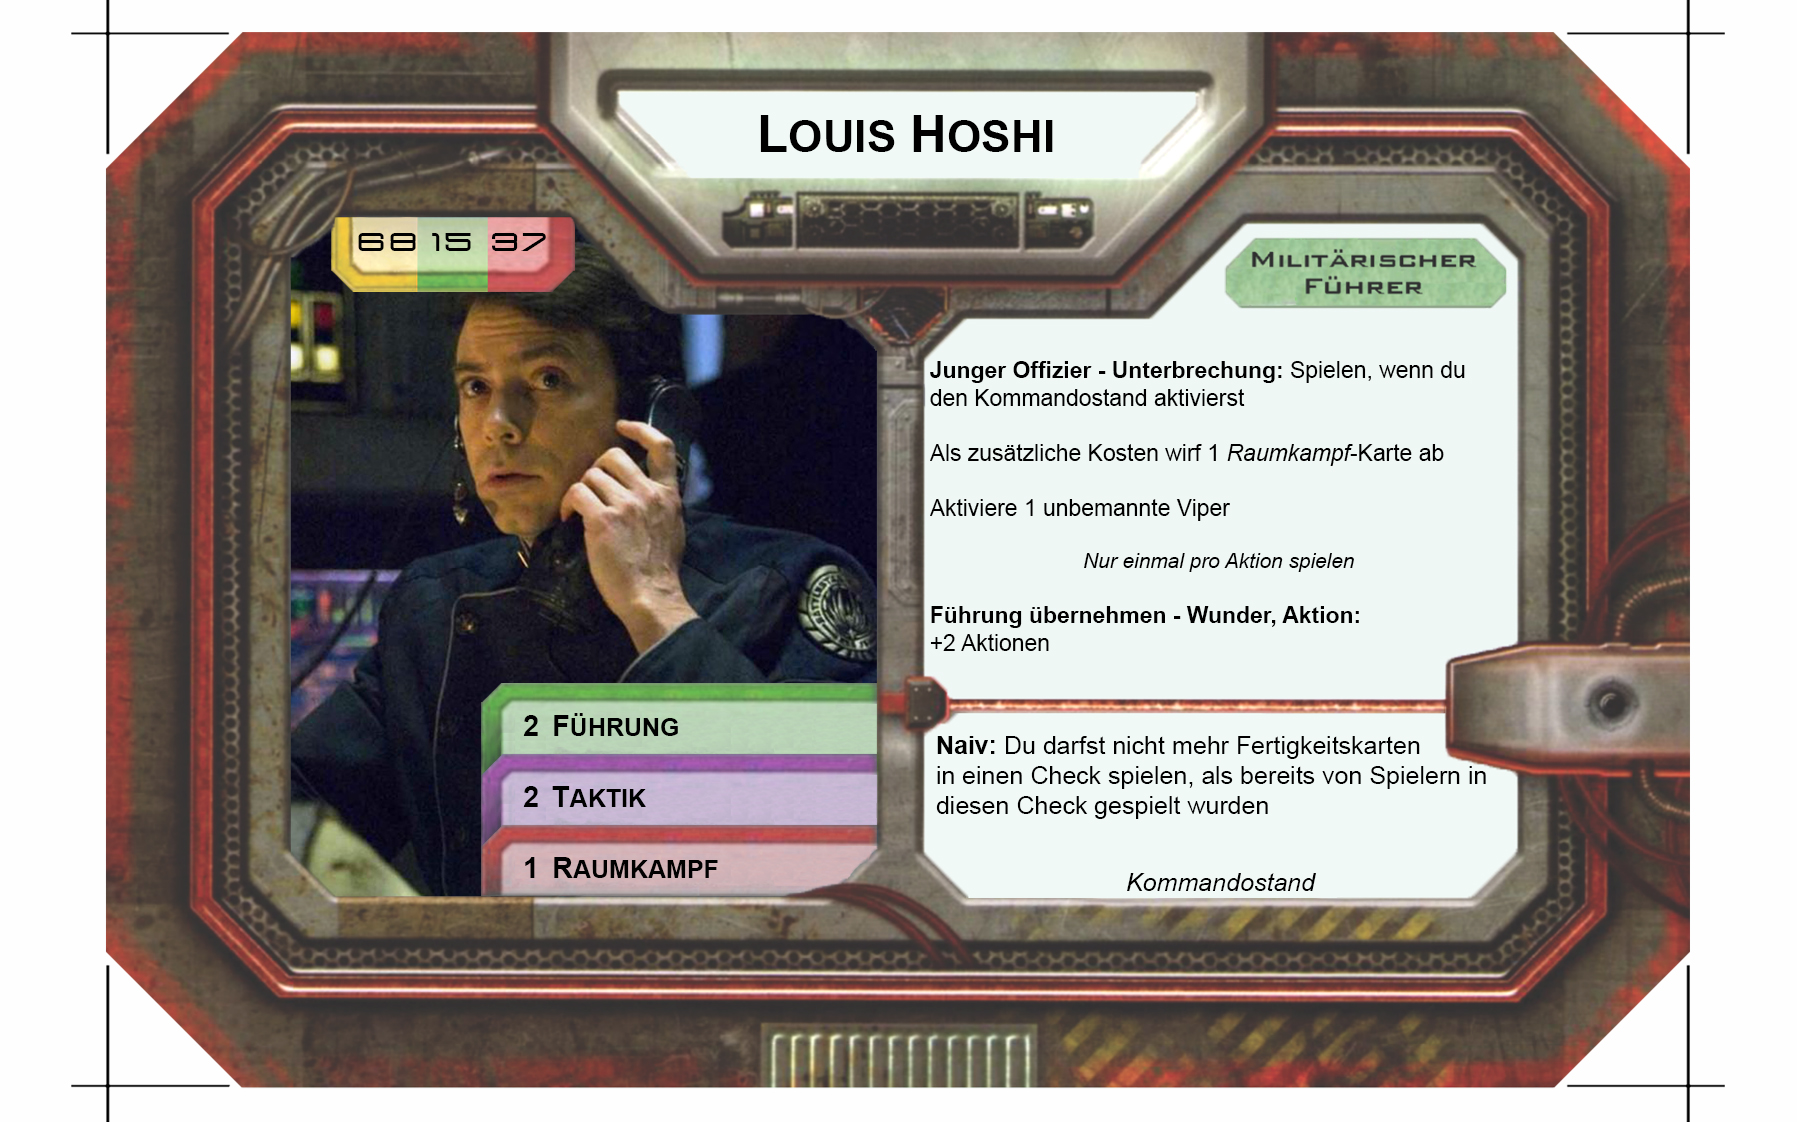 LOUIS HOSHI
68 15 37
MILITÄRISCHER
FÜHRER
Junger Offizier - Unterbrechung: Spielen, wenn du
den Kommandostand aktivierst
Als zusätzliche Kosten wirf 1 Raumkampf-Karte ab
Aktiviere 1 unbemannte Viper
Nur einmal pro Aktion spielen
Führung übernehmen - Wunder, Aktion:
+2 Aktionen
2 FÜHRUNG
2 TAKTIK
1 RAUMKAMPF
Naiv: Du darfst nicht mehr Fertigkeitskarten
in einen Check spielen, als bereits von Spielern in
diesen Check gespielt wurden
Kommandostand